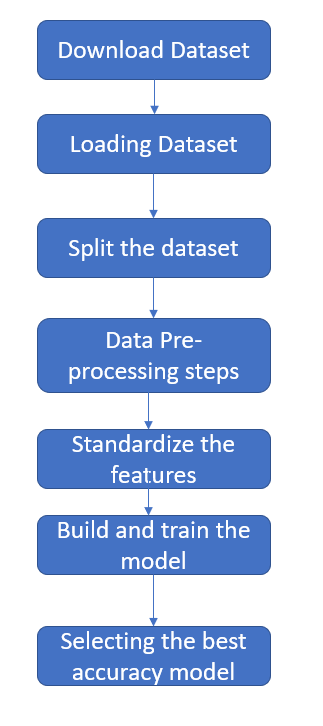 Download Dataset
Loading Dataset
Split the dataset
Data Pre-
processing steps
Standardize the
features
Build and train the
model
Selecting the best
accuracy model